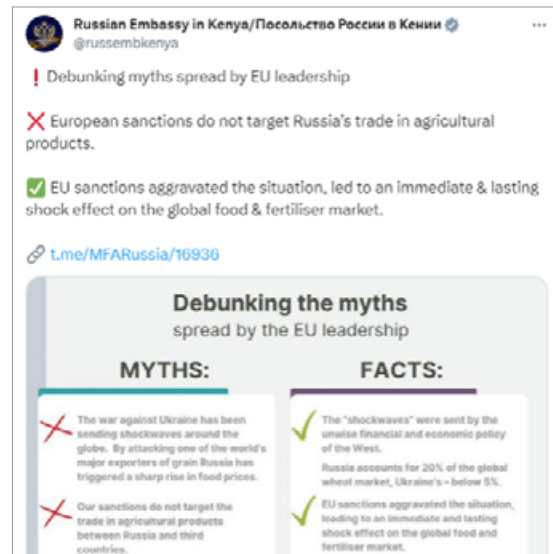 Russian Embassy in Kenya/Посольство России в Кении
@russembkenya
❗ Debunking myths spread by EU leadership
❌ European sanctions do not target Russia's trade in agricultural
products.
✅ EU sanctions aggravated the situation, led to an immediate & lasting
shock effect on the global food & fertiliser market.
🔗 t.me/MFARussia/16936
Debunking the myths
spread by the EU leadership
MYTHS:
The war against Ukraine has been
sending shockwaves around the
globe. By attacking one of the world's
major exporters of grain Russia has
triggered a sharp rise in food prices.
Our sanctions do not target the
trade in agricultural products
between Russia and third
countries.
FACTS:
The "shockwaves" were sent by the
unwise financial and economic policy
of the West.
Russia accounts for 20% of the global
wheat market, Ukraine's – below 5%.
EU sanctions aggravated the situation,
leading to an immediate and lasting
shock effect on the global food and
fertiliser market.